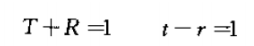 T + R = 1 t − r = 1